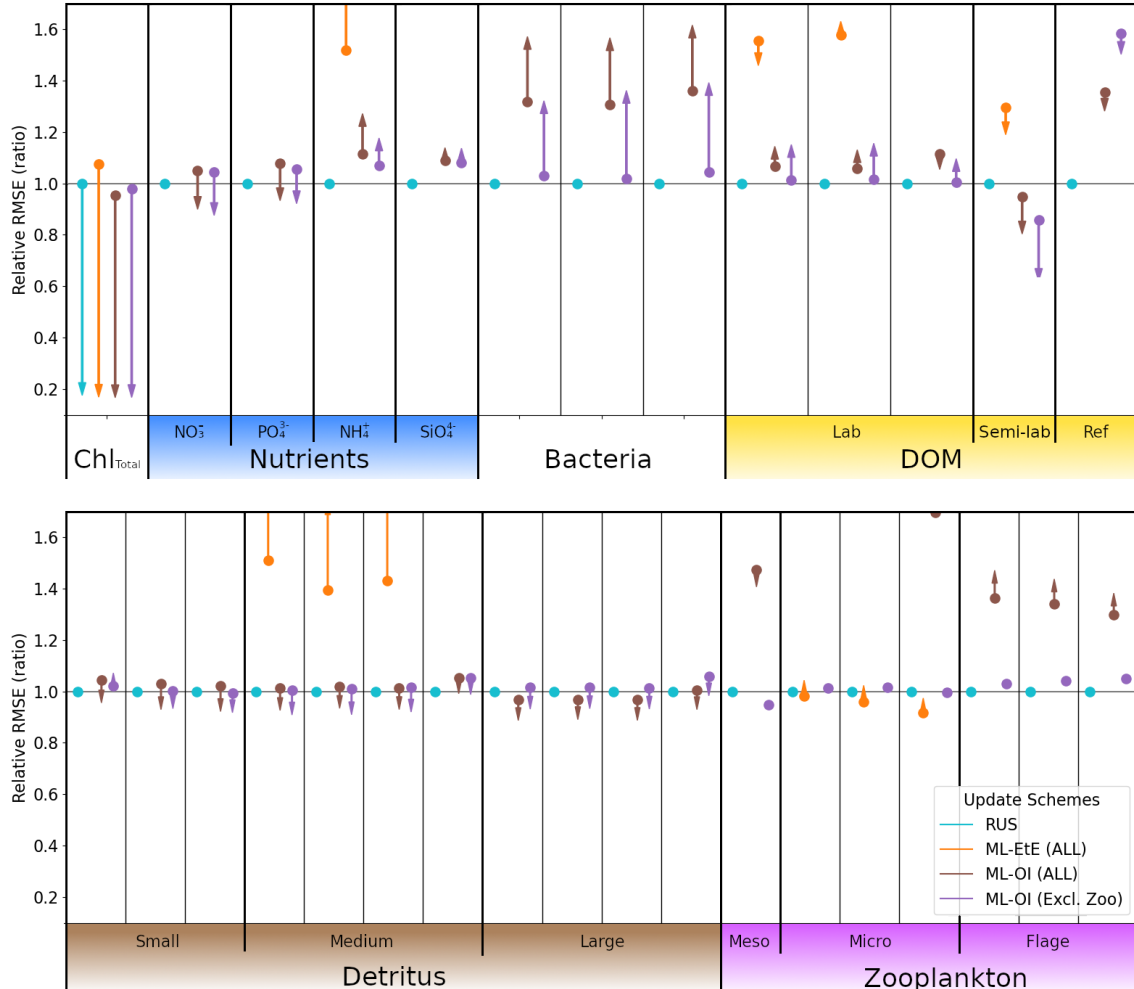 Relative RMSE (ratio)
1.6
1.4
1.2
1.0
0.8
0.6
0.4
0.2
NO₃⁻ PO₄³⁻ NH₄⁺ SiO₄⁴⁻ Lab Semi-lab Ref
Chl Total Nutrients Bacteria DOM
Relative RMSE (ratio)
1.6
1.4
1.2
1.0
0.8
0.6
0.4
0.2
Update Schemes
RUS
ML-EtE (ALL)
ML-OI (ALL)
ML-OI (Excl. Zoo)
Small Medium Large Meso Micro Flage
Detritus Zooplankton